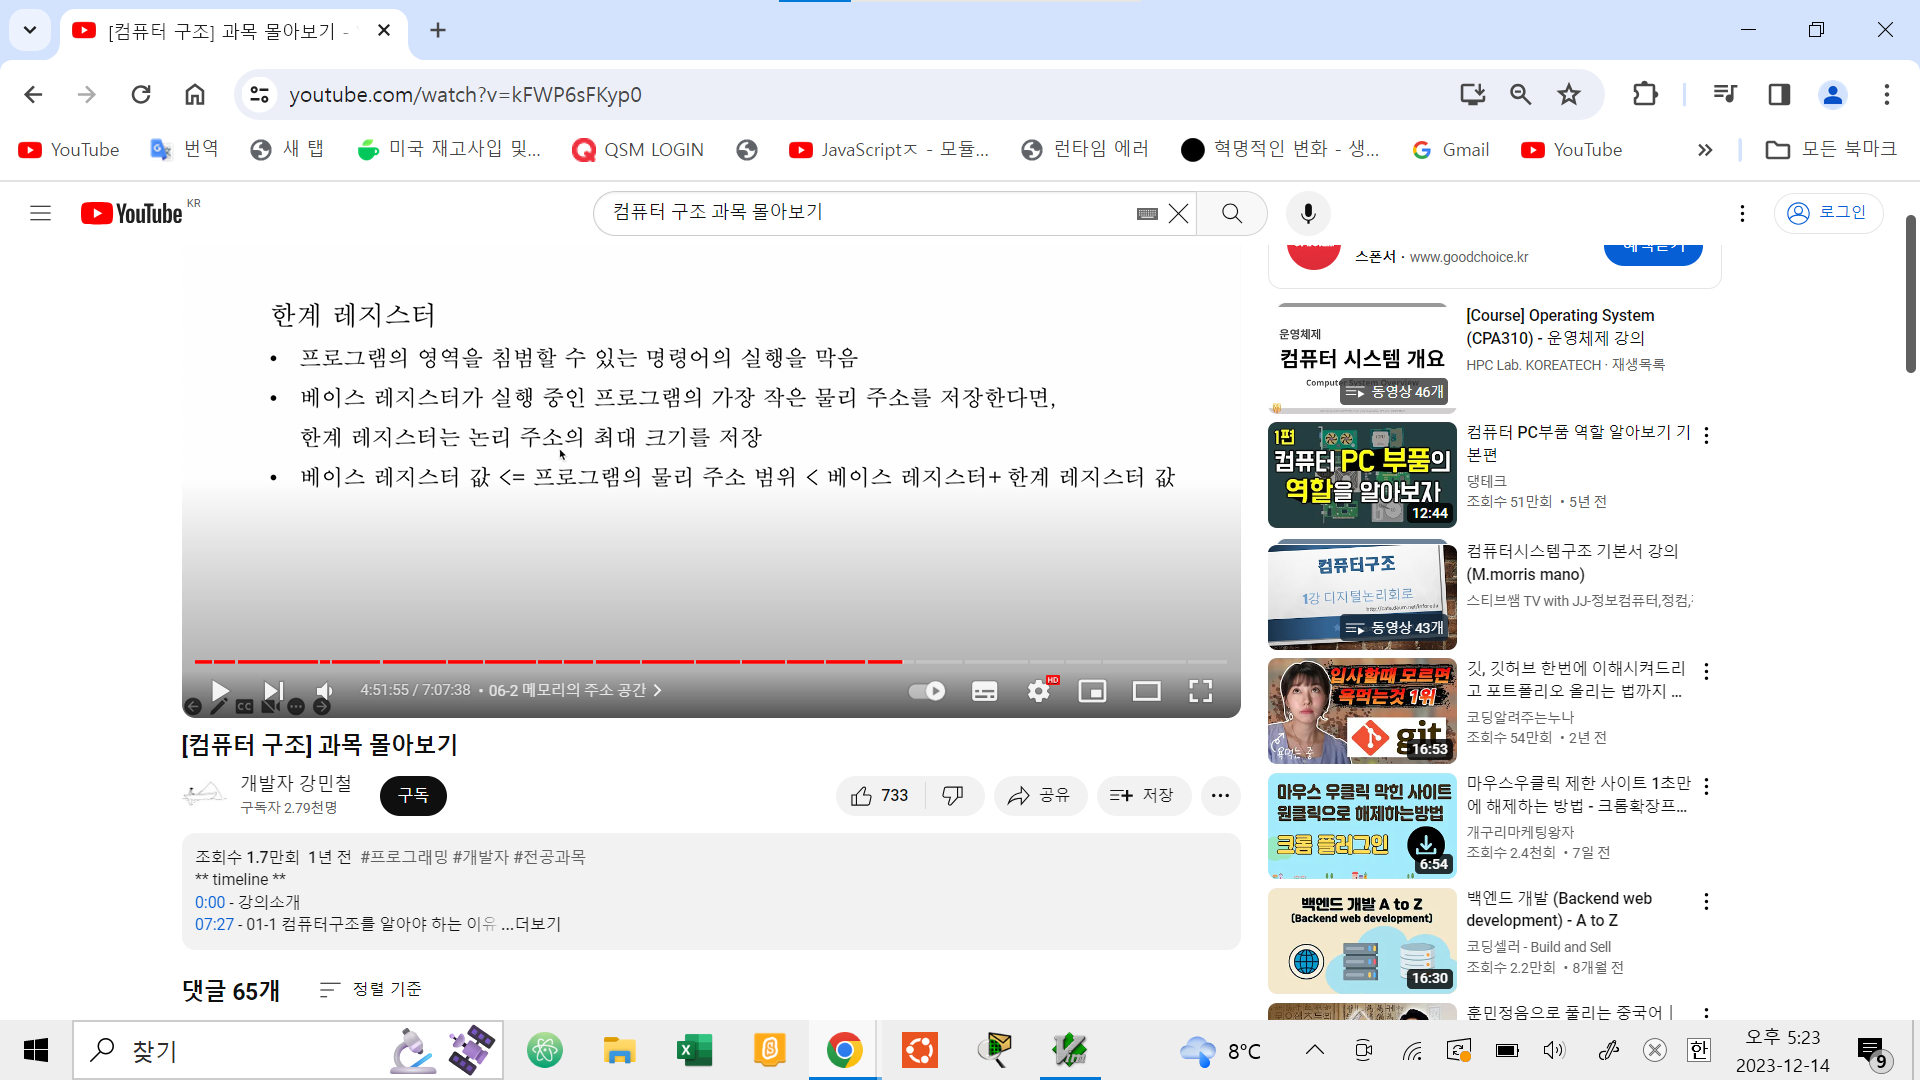 [컴퓨터 구조] 과목 몰아보기 -
youtube.com/watch?v=kFWP6sFKyp0
YouTube
번역
새 탭
미국 재고사입 및...
QSM LOGIN
JavaScriptㅈ - 모듈...
런타임 에러
혁명적인 변화 - 생...
Gmail
YouTube
모든 북마크
YouTube KR
컴퓨터 구조 과목 몰아보기
로그인
한계 레지스터
• 프로그램의 영역을 침범할 수 있는 명령어의 실행을 막음
• 베이스 레지스터가 실행 중인 프로그램의 가장 작은 물리 주소를 저장한다면,
한계 레지스터는 논리 주소의 최대 크기를 저장
• 베이스 레지스터 값 <= 프로그램의 물리 주소 범위 < 베이스 레지스터+ 한계 레지스터 값
4:51:55 / 7:07:38 • 06-2 메모리의 주소 공간
HD
[컴퓨터 구조] 과목 몰아보기
개발자 강민철
구독자 2.79천명
구독
733
공유
저장
조회수 1.7만회 1년 전 #프로그래밍 #개발자 #전공과목
** timeline **
0:00 - 강의소개
07:27 - 01-1 컴퓨터구조를 알아야 하는 이유 ...더보기
댓글 65개
정렬 기준
스폰서 · www.goodchoice.kr
운영체제
컴퓨터 시스템 개요
동영상 46개
[Course] Operating System
(CPA310) - 운영체제 강의
HPC Lab. KOREATECH · 재생목록
1편
컴퓨터 PC 부품의
역할을 알아보자
12:44
컴퓨터 PC부품 역할 알아보기 기
본편
댕테크
조회수 51만회 • 5년 전
컴퓨터구조
1강 디지털논리회로
동영상 43개
컴퓨터시스템구조 기본서 강의
(M.morris mano)
스티브쌤 TV with JJ-정보컴퓨터,정컴,
입사할때 모르면
욕먹는것 1위
욕먹는 중
git
16:53
깃, 깃허브 한번에 이해시켜드리
고 포트폴리오 올리는 법까지 ...
코딩알려주는누나
조회수 54만회 • 2년 전
마우스 우클릭 막힌 사이트
원클릭으로 해제하는방법
크롬 플러그인
6:54
마우스우클릭 제한 사이트 1초만
에 해제하는 방법 - 크롬확장프...
개구리마케팅왕자
조회수 2.4천회 • 7일 전
백엔드 개발 A to Z
(Backend web development)
16:30
백엔드 개발 (Backend web
development) - A to Z
코딩셀러 - Build and Sell
조회수 2.2만회 • 8개월 전
훈민정음으로 풀리는 중국어 |
찾기
8°C
한
오후 5:23
2023-12-14
9